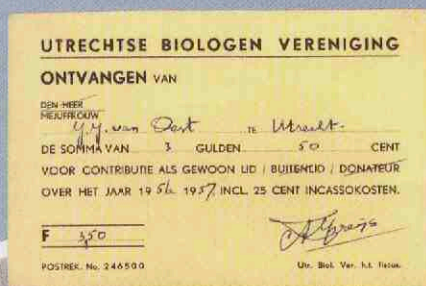 UTRECHTSE BIOLOGEN VERENIGING
ONTVANGEN VAN
DEN HEER
MEJUFFROUW
Y.Y. van Oort TE Utrecht.
DE SOMMA VAN 3 GULDEN 50 CENT
VOOR CONTRIBUTIE ALS GEWOON LID / BUITENLID / DONATEUR
OVER HET JAAR 1956 1957, INCL. 25 CENT INCASSOKOSTEN.
F 3,50
POSTREK. No. 246500 Utr. Biol. Ver. h.t. fiscus.